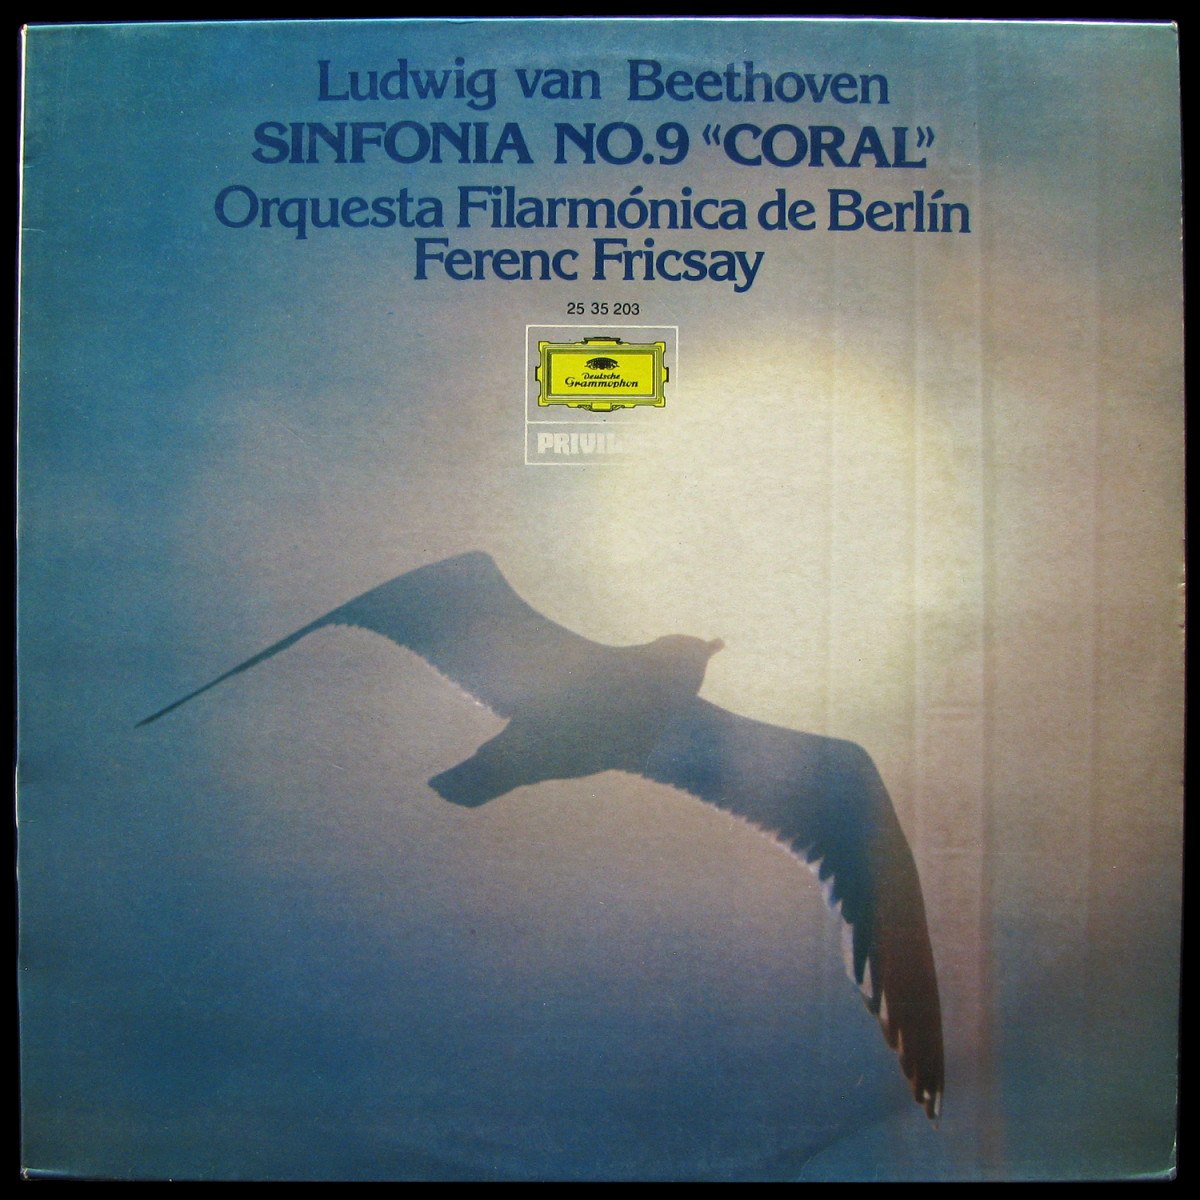 Ludwig van Beethoven
SINFONIA NO.9 «CORAL»
Orquesta Filarmónica de Berlín
Ferenc Fricsay
25 35 203
Deutsche
Grammophon